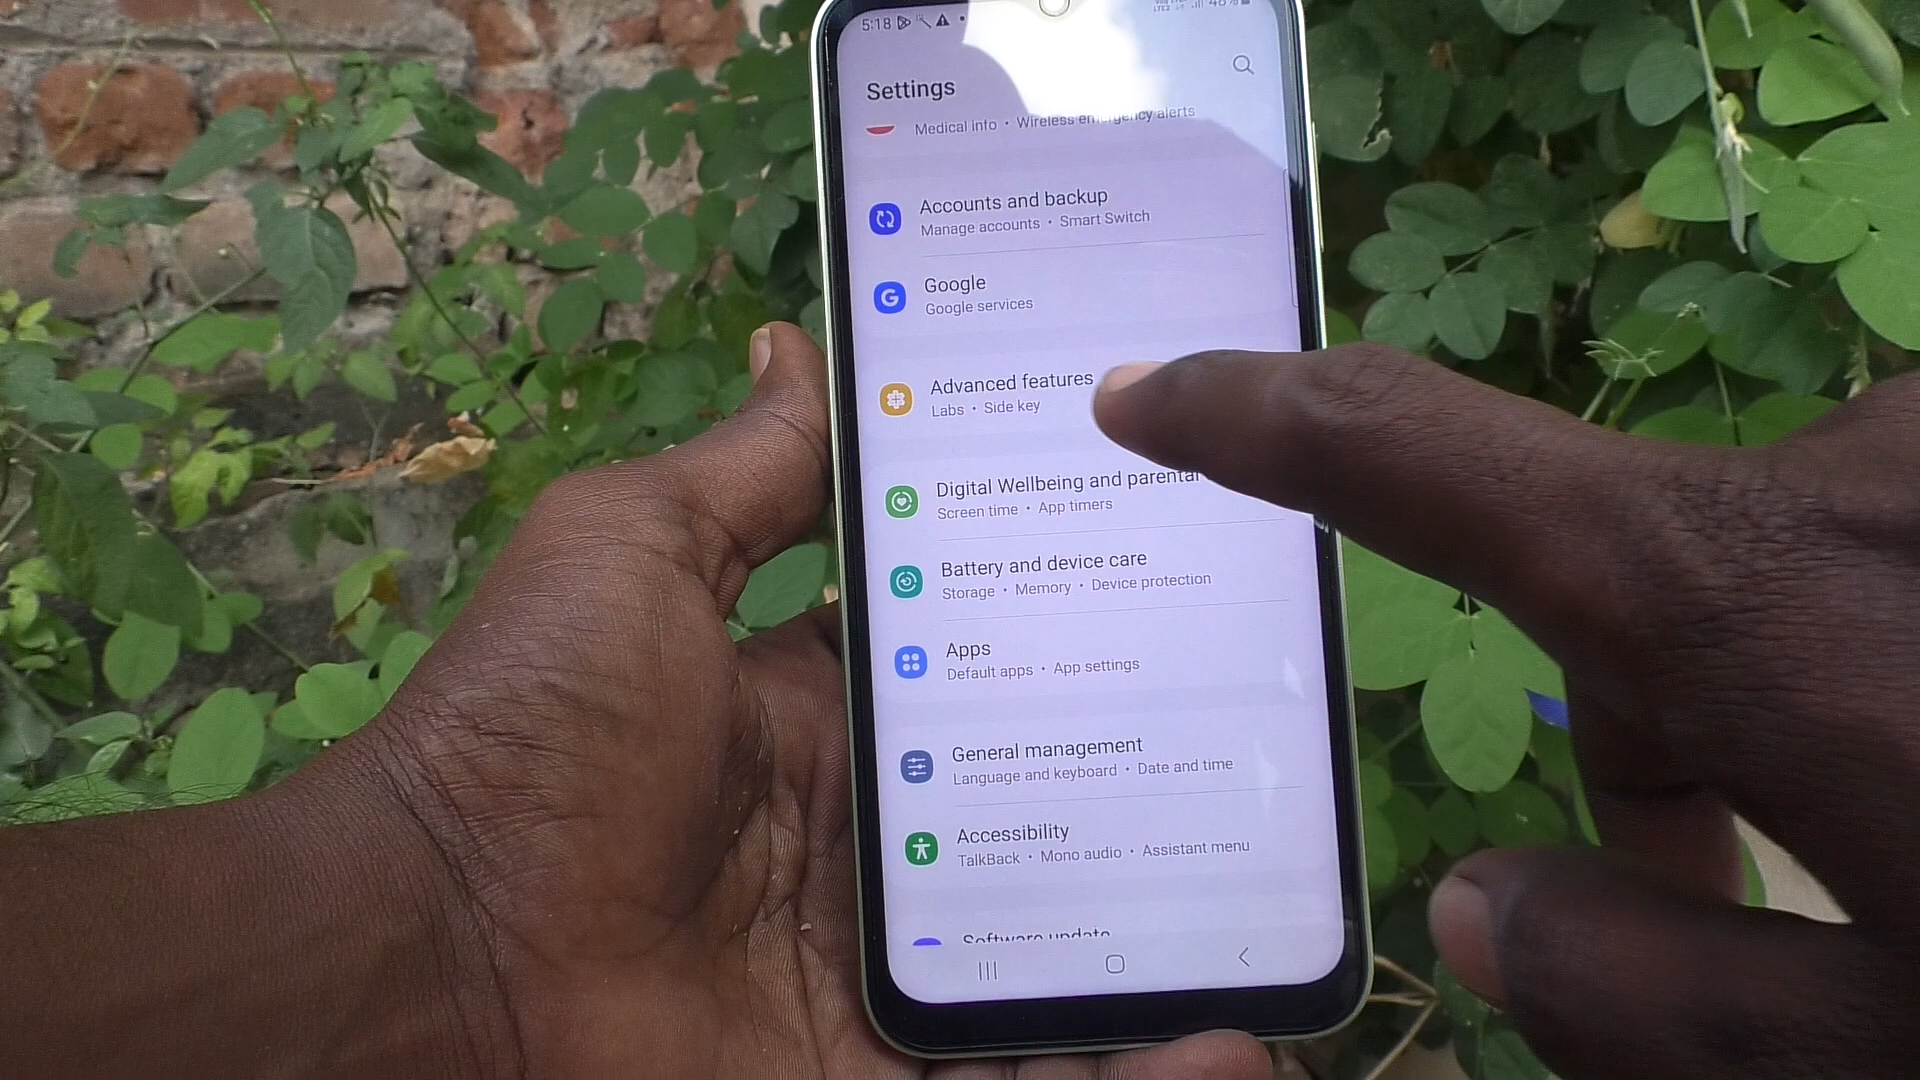 5:18
48%
Settings
Medical info • Wireless emergency alerts
Accounts and backup
Manage accounts • Smart Switch
Google
Google services
Advanced features
Labs • Side key
Digital Wellbeing and parental
Screen time • App timers
Battery and device care
Storage • Memory • Device protection
Apps
Default apps • App settings
General management
Language and keyboard • Date and time
Accessibility
TalkBack • Mono audio • Assistant menu
Software update